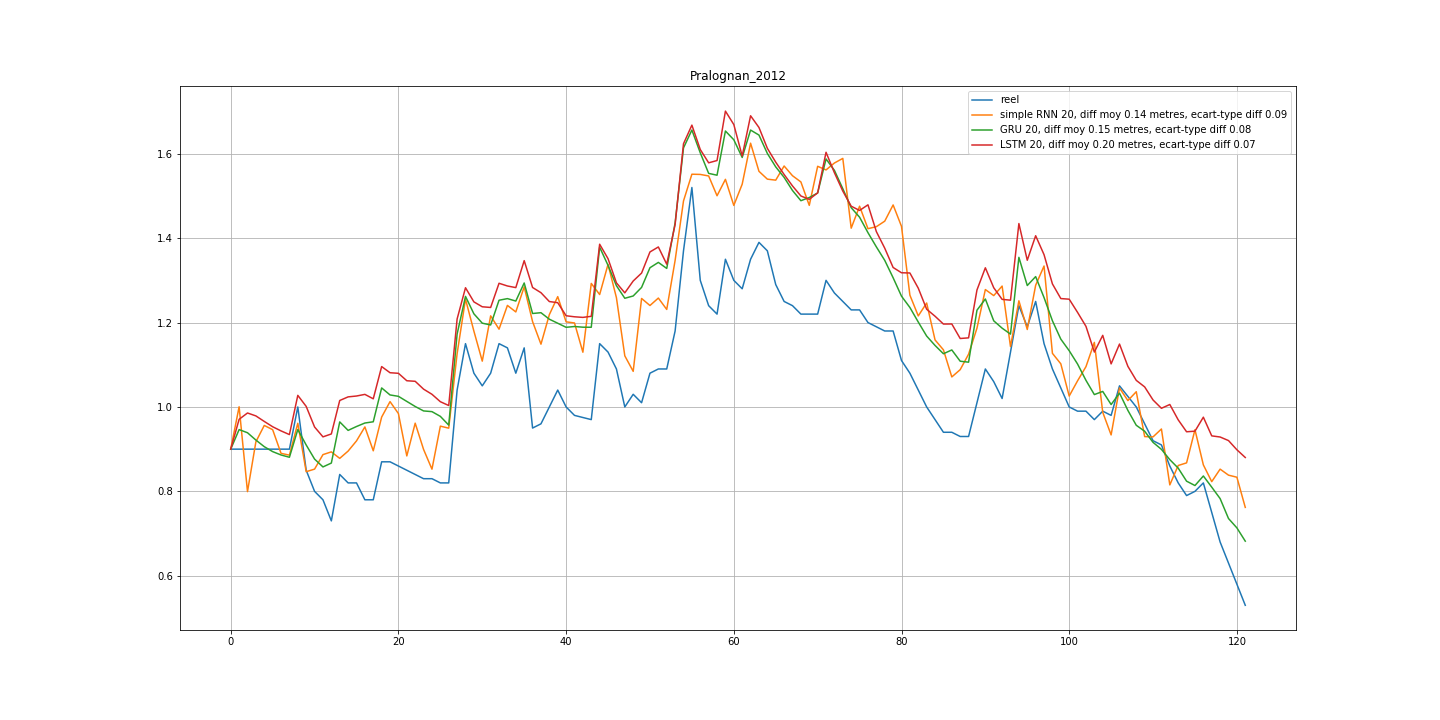 Pralognan_2012
reel
simple RNN 20, diff moy 0.14 metres, ecart-type diff 0.09
GRU 20, diff moy 0.15 metres, ecart-type diff 0.08
LSTM 20, diff moy 0.20 metres, ecart-type diff 0.07
1.6
1.4
1.2
1.0
0.8
0.6
0 20 40 60 80 100 120